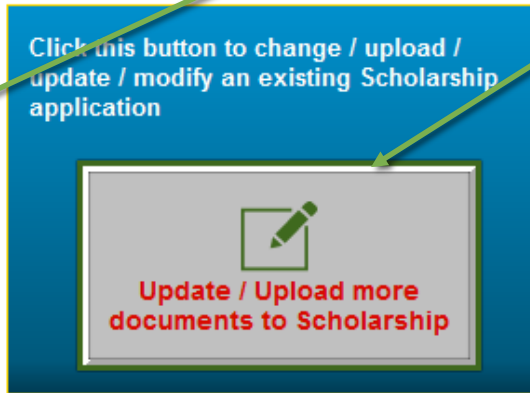 Click this button to change / upload /
update / modify an existing Scholarship
application
Update / Upload more
documents to Scholarship